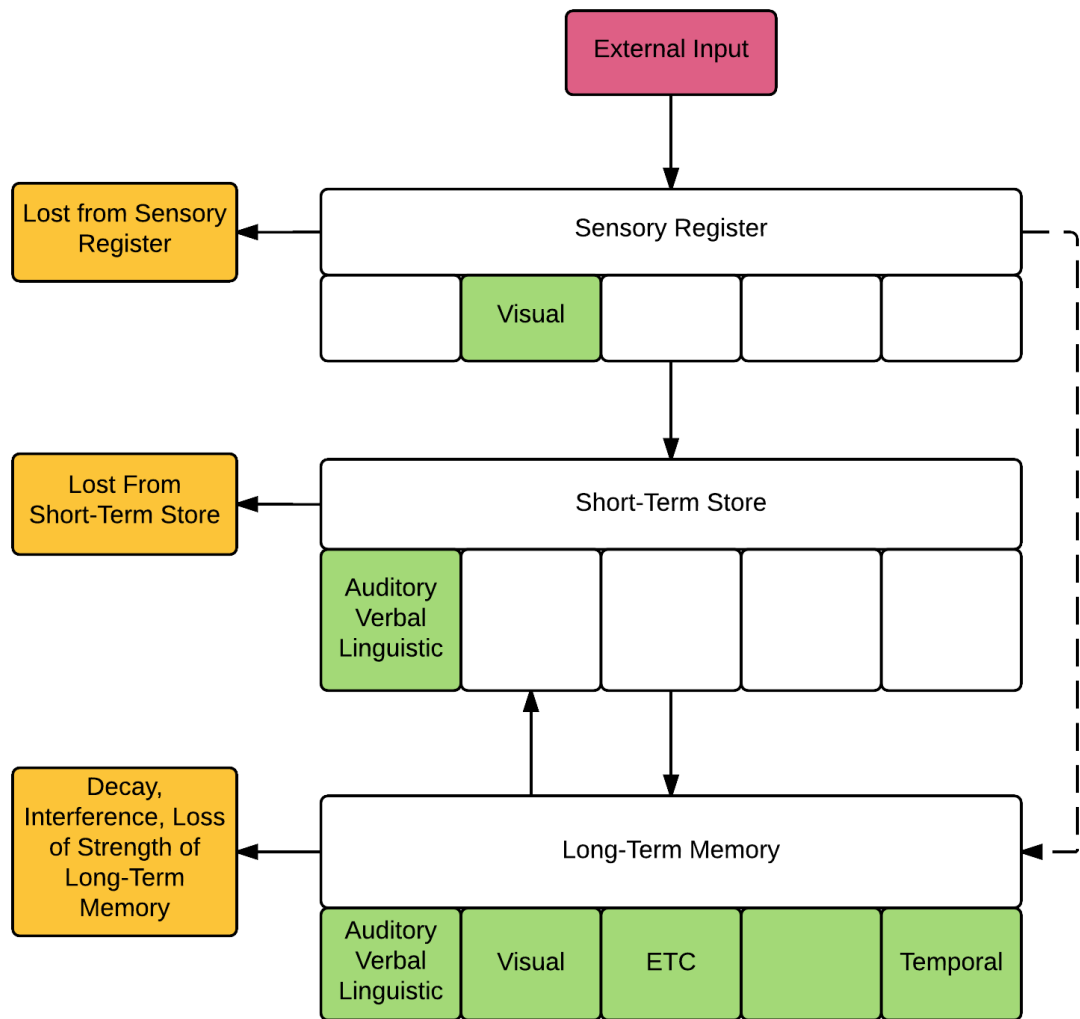 External Input
Lost from Sensory
Register
Sensory Register
Visual
Lost From
Short-Term Store
Short-Term Store
Auditory
Verbal
Linguistic
Decay,
Interference, Loss
of Strength of
Long-Term
Memory
Long-Term Memory
Auditory
Verbal
Linguistic
Visual
ETC
Temporal